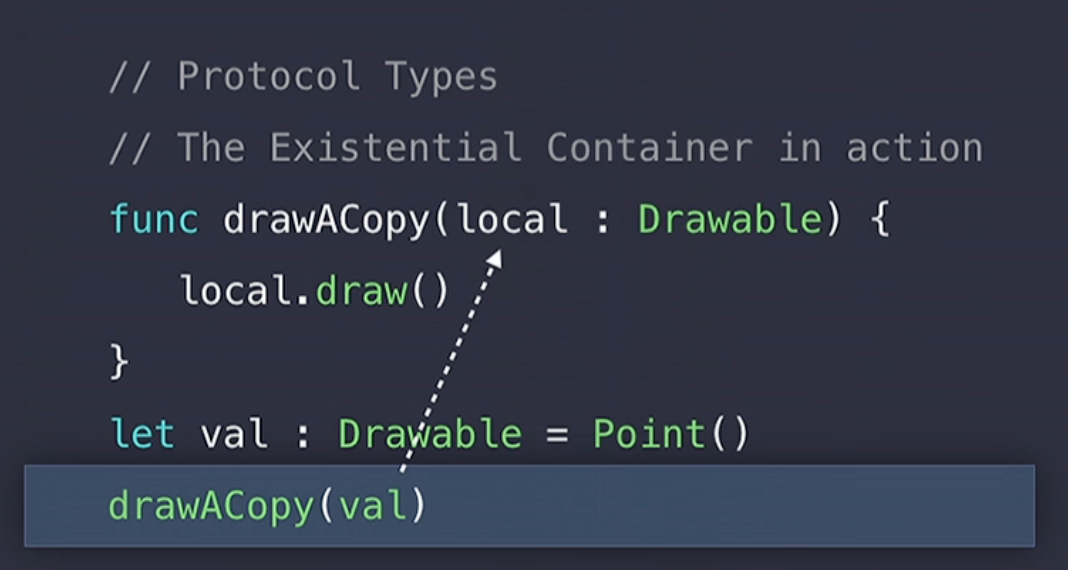 // Protocol Types
// The Existential Container in action
func drawACopy(local : Drawable) {
   local.draw()
}
let val : Drawable = Point()
drawACopy(val)